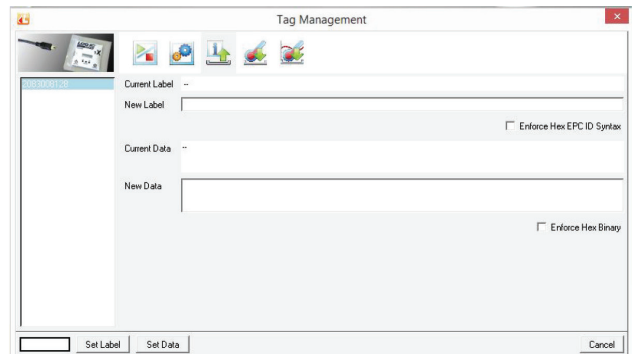 Tag Management
Current Label --
New Label
Enforce Hex EPC ID Syntax
Current Data --
New Data
Enforce Hex Binary
Set Label
Set Data
Cancel